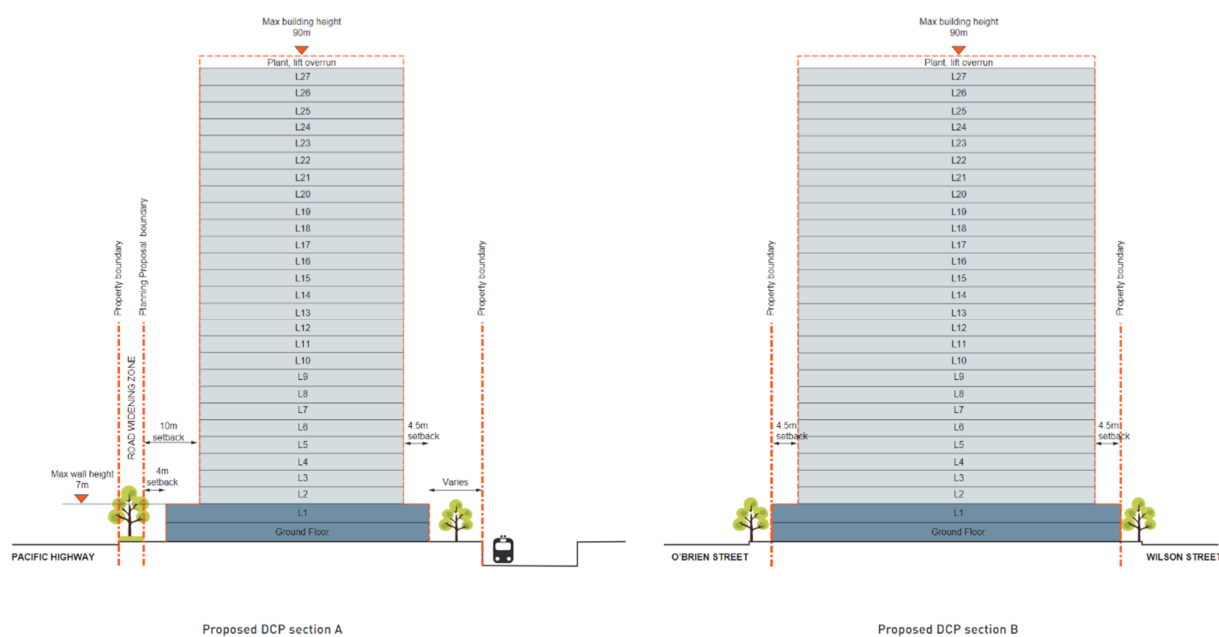 Max building height
90m
Plant, lift overrun
L27
L26
L25
L24
L23
L22
L21
L20
L19
L18
L17
L16
L15
L14
L13
L12
L11
L10
L9
L8
L7
L6
L5
L4
L3
L2
L1
Ground Floor
Property boundary
ROAD WIDENING ZONE
Planning Proposal boundary
10m
setback
4m
setback
Max wall height
7m
4.5m
setback
Varies
Property boundary
PACIFIC HIGHWAY
Proposed DCP section A
Max building height
90m
Plant, lift overrun
L27
L26
L25
L24
L23
L22
L21
L20
L19
L18
L17
L16
L15
L14
L13
L12
L11
L10
L9
L8
L7
L6
L5
L4
L3
L2
L1
Ground Floor
Property boundary
4.5m
setback
4.5m
setback
Property boundary
O'BRIEN STREET
WILSON STREET
Proposed DCP section B